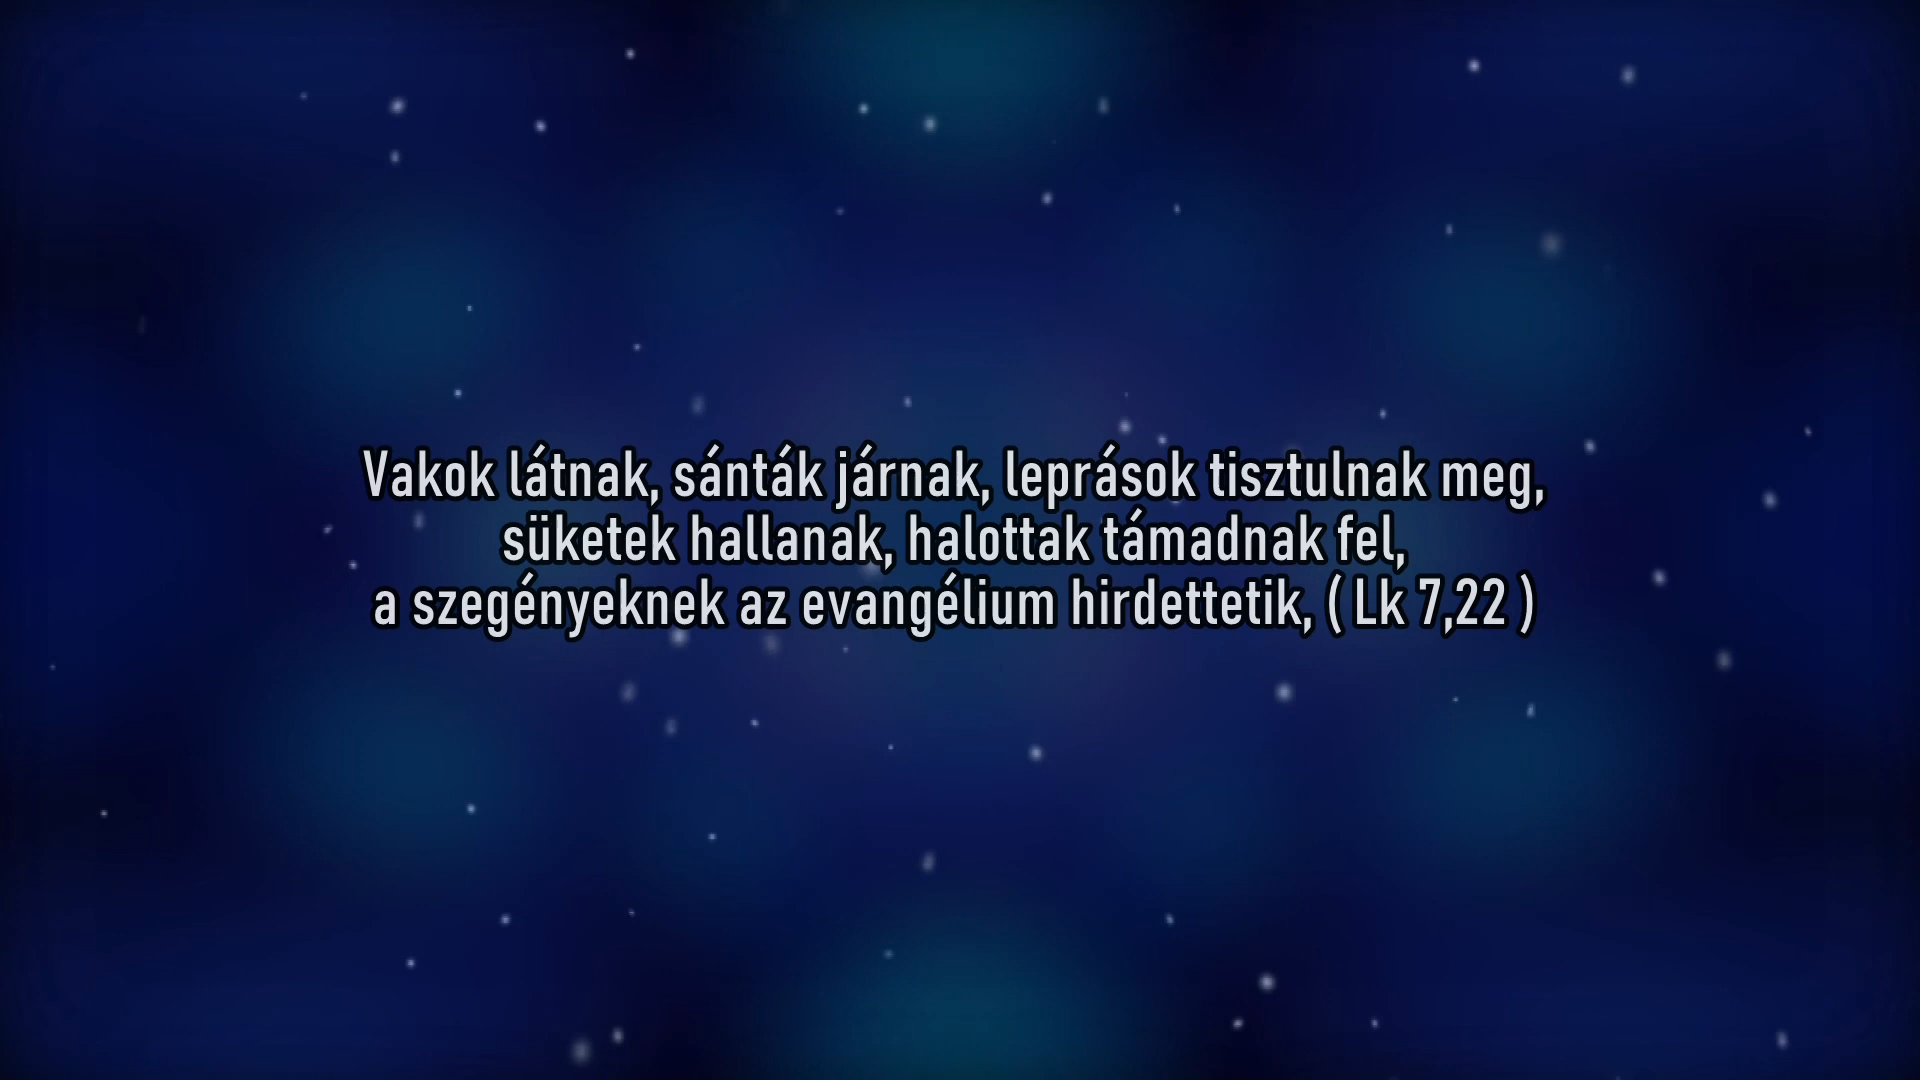 Vakok látnak, sánták járnak, leprások tisztulnak meg,
süketek hallanak, halottak támadnak fel,
a szegényeknek az evangélium hirdettetik, ( Lk 7,22 )